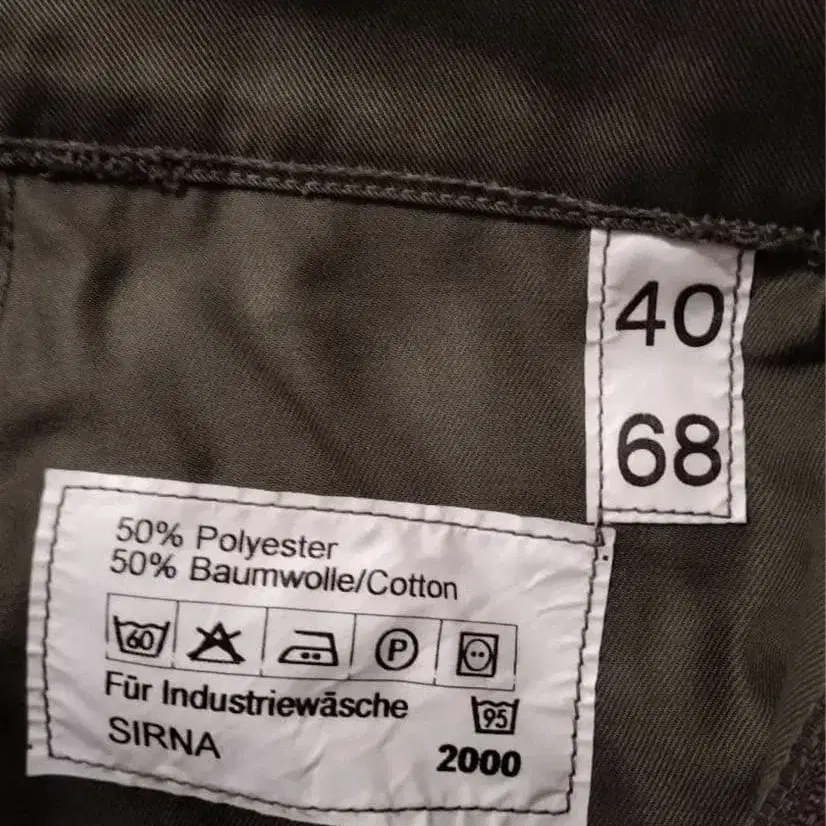 40
68
50% Polyester
50% Baumwolle/Cotton
60 P
Für Industriewäsche 95
SIRNA 2000